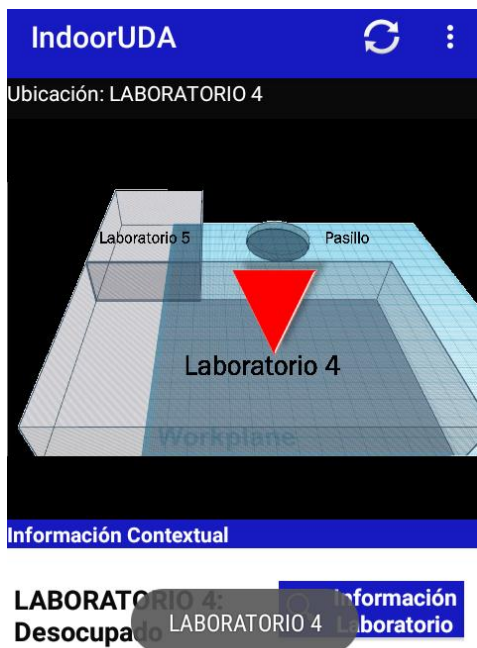 IndoorUDA
Ubicación: LABORATORIO 4
Laboratorio 5 Pasillo
Laboratorio 4
Workplane
Información Contextual
LABORATORIO 4: Información
Desocupado Laboratorio
LABORATORIO 4